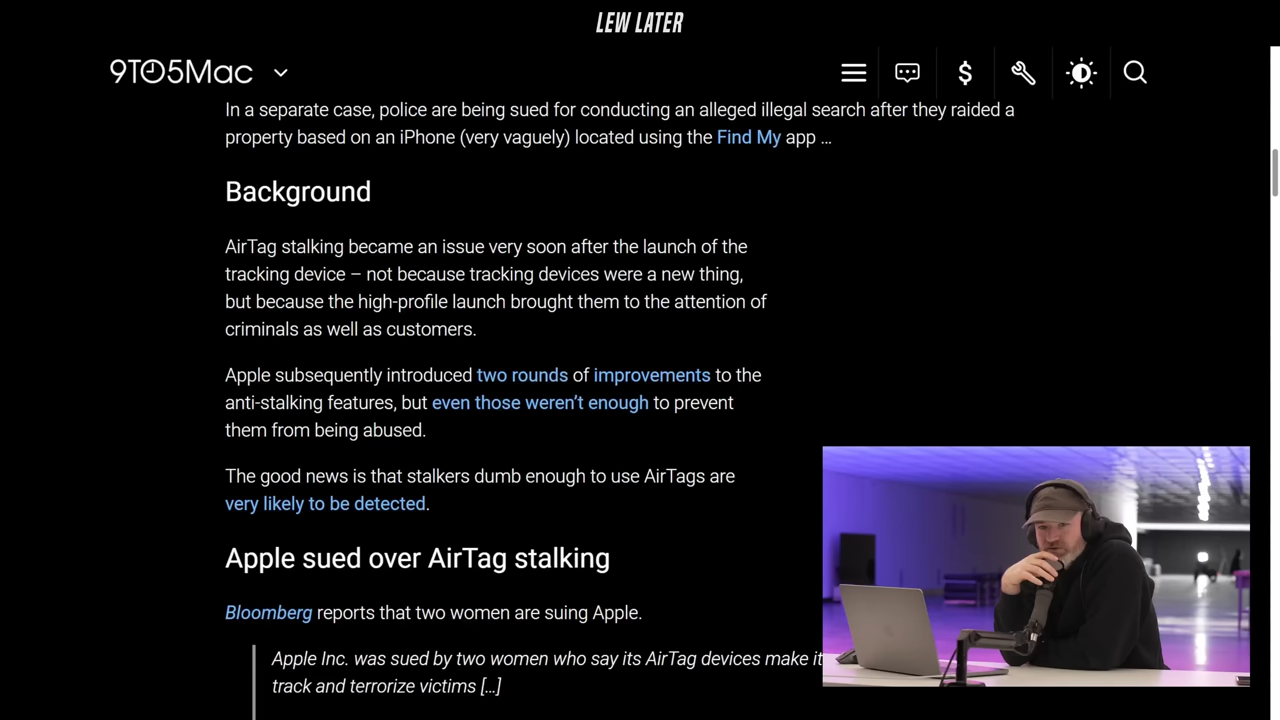 LEW LATER
9TO5Mac
$
In a separate case, police are being sued for conducting an alleged illegal search after they raided a
property based on an iPhone (very vaguely) located using the Find My app ...
Background
AirTag stalking became an issue very soon after the launch of the
tracking device – not because tracking devices were a new thing,
but because the high-profile launch brought them to the attention of
criminals as well as customers.
Apple subsequently introduced two rounds of improvements to the
anti-stalking features, but even those weren't enough to prevent
them from being abused.
The good news is that stalkers dumb enough to use AirTags are
very likely to be detected.
Apple sued over AirTag stalking
Bloomberg reports that two women are suing Apple.
Apple Inc. was sued by two women who say its AirTag devices make it
track and terrorize victims [...]